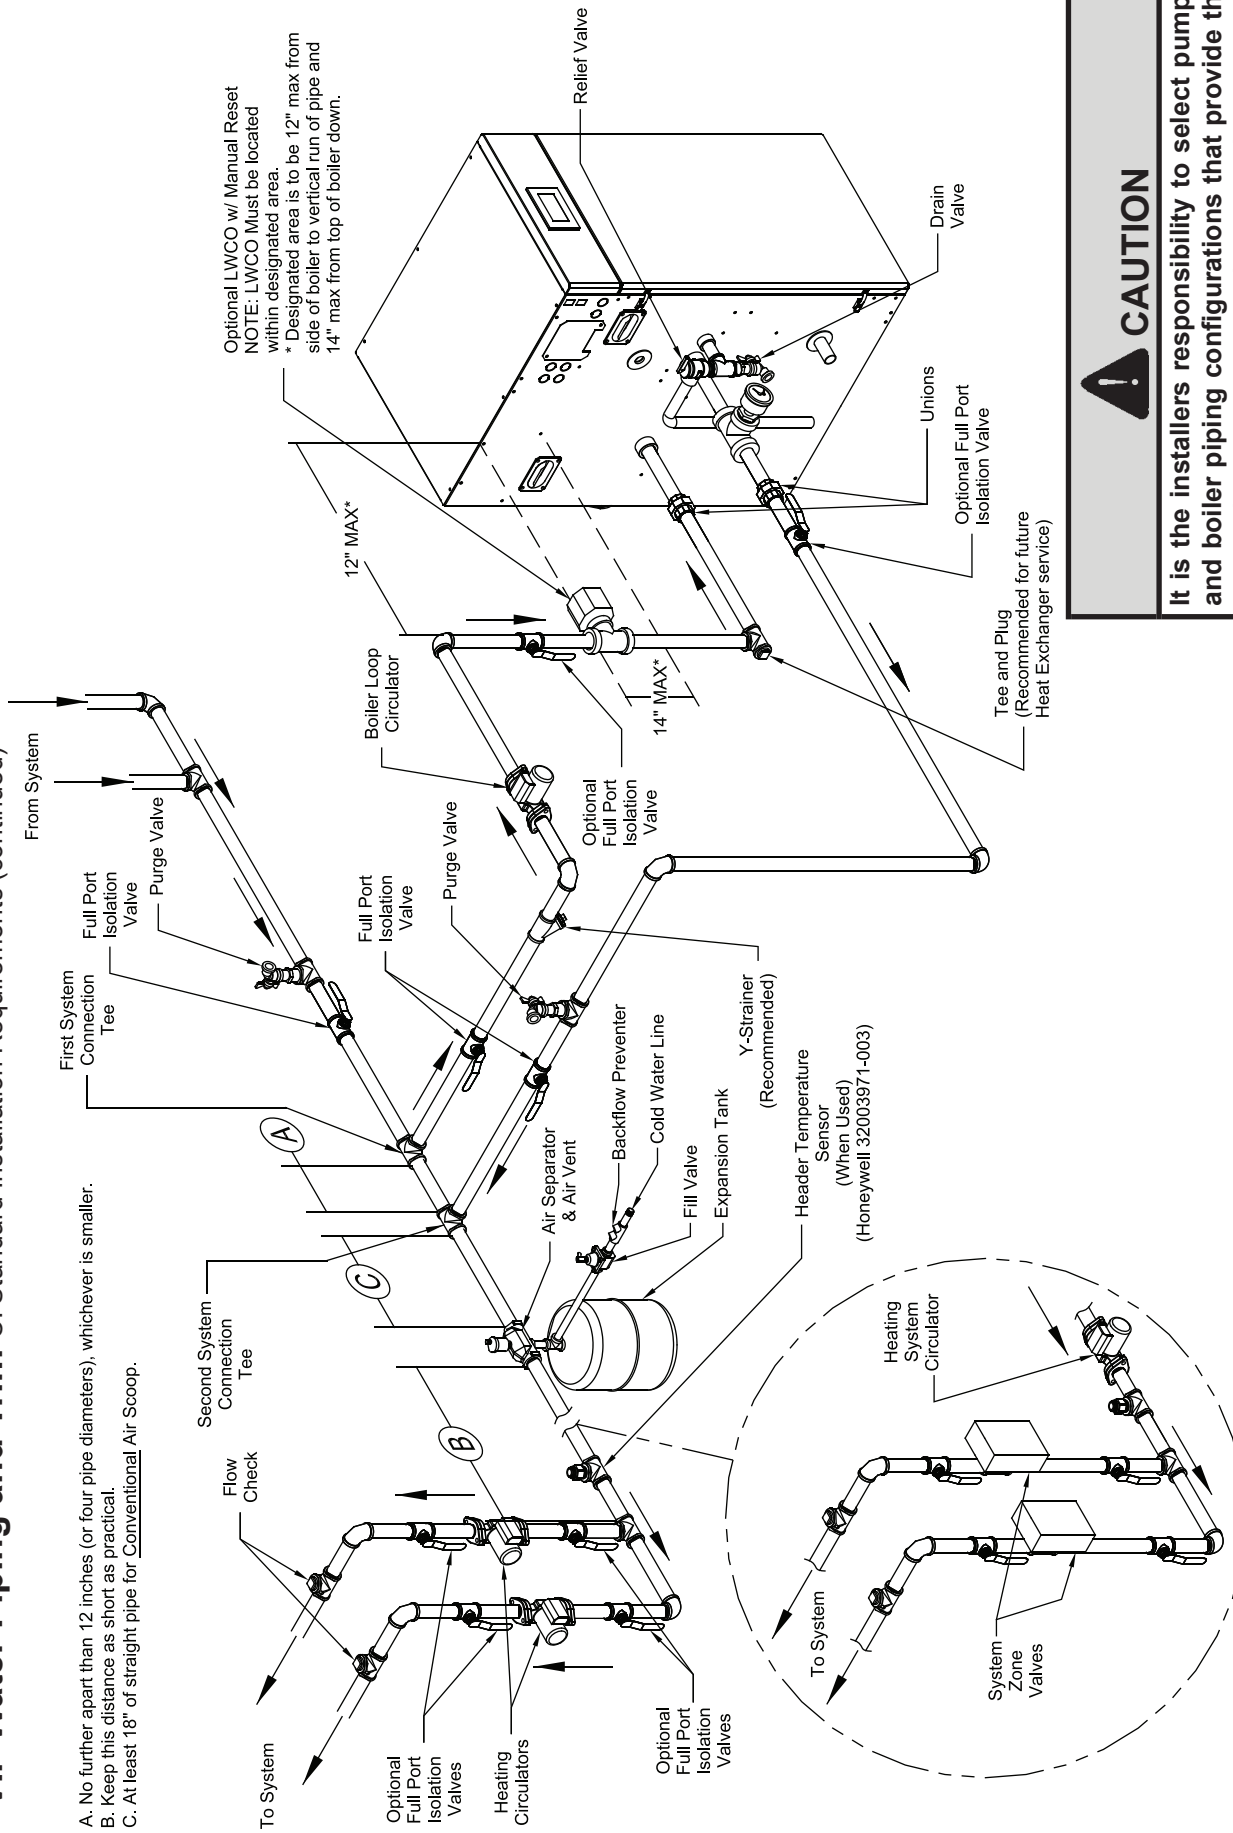 VI. Water Piping and Trim
A. No further apart than 12 inches (or four pipe diameters), whichever is smaller.
B. Keep this distance as short as practical.
C. At least 18" of straight pipe for Conventional Air Scoop.
From System
Purge Valve
Full Port
Isolation
Valve
First System
Connection
Tee
A
C
B
Second System
Connection
Tee
Flow
Check
To System
Optional
Full Port
Isolation
Valves
Heating
Circulators
Optional
Full Port
Isolation
Valves
Optional LWCO w/ Manual Reset
NOTE: LWCO Must be located
within designated area.
* Designated area is to be 12" max from
side of boiler to vertical run of pipe and
14" max from top of boiler down.
12" MAX*
14" MAX*
Boiler Loop
Circulator
Full Port
Isolation
Valve
Purge Valve
Optional
Full Port
Isolation
Valve
Relief Valve
Drain
Valve
Unions
Optional Full Port
Isolation Valve
Tee and Plug
(Recommended for future
Heat Exchanger service)
Y-Strainer
(Recommended)
Air Separator
& Air Vent
Backflow Preventer
Cold Water Line
Fill Valve
Expansion Tank
Header Temperature
Sensor
(When Used)
(Honeywell 32003971-003)
Heating
System
Circulator
To System
System
Zone
Valves
CAUTION
It is the installers responsibility to select pump
and boiler piping configurations that provide th